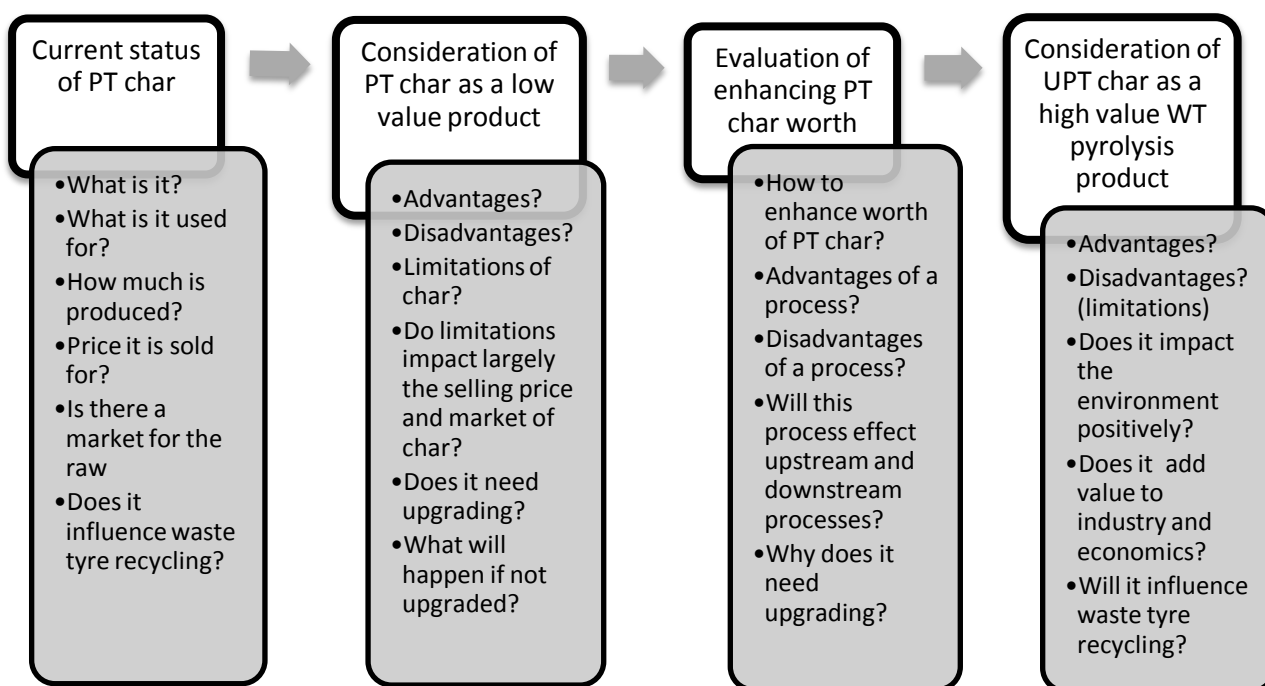 Current status
of PT char
•What is it?
•What is it used
for?
•How much is
produced?
•Price it is sold
for?
•Is there a
market for the
raw
•Does it
influence waste
tyre recycling?
Consideration of
PT char as a low
value product
•Advantages?
•Disadvantages?
•Limitations of
char?
•Do limitations
impact largely
the selling price
and market of
char?
•Does it need
upgrading?
•What will
happen if not
upgraded?
Evaluation of
enhancing PT
char worth
•How to
enhance worth
of PT char?
•Advantages of a
process?
•Disadvantages
of a process?
•Will this
process effect
upstream and
downstream
processes?
•Why does it
need
upgrading?
Consideration of
UPT char as a
high value WT
pyrolysis
product
•Advantages?
•Disadvantages?
(limitations)
•Does it impact
the
environment
positively?
•Does it  add
value to
industry and
economics?
•Will it influence
waste tyre
recycling?